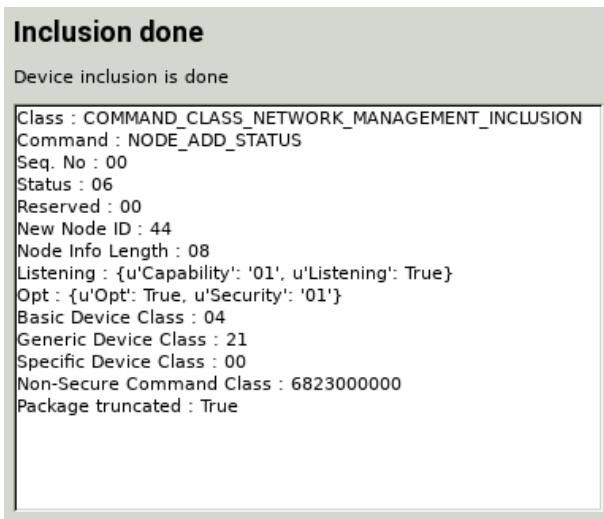 Inclusion done
Device inclusion is done
Class : COMMAND_CLASS_NETWORK_MANAGEMENT_INCLUSION
Command : NODE_ADD_STATUS
Seq. No : 00
Status : 06
Reserved : 00
New Node ID : 44
Node Info Length : 08
Listening : {u'Capability': '01', u'Listening': True}
Opt : {u'Opt': True, u'Security': '01'}
Basic Device Class : 04
Generic Device Class : 21
Specific Device Class : 00
Non-Secure Command Class : 6823000000
Package truncated : True